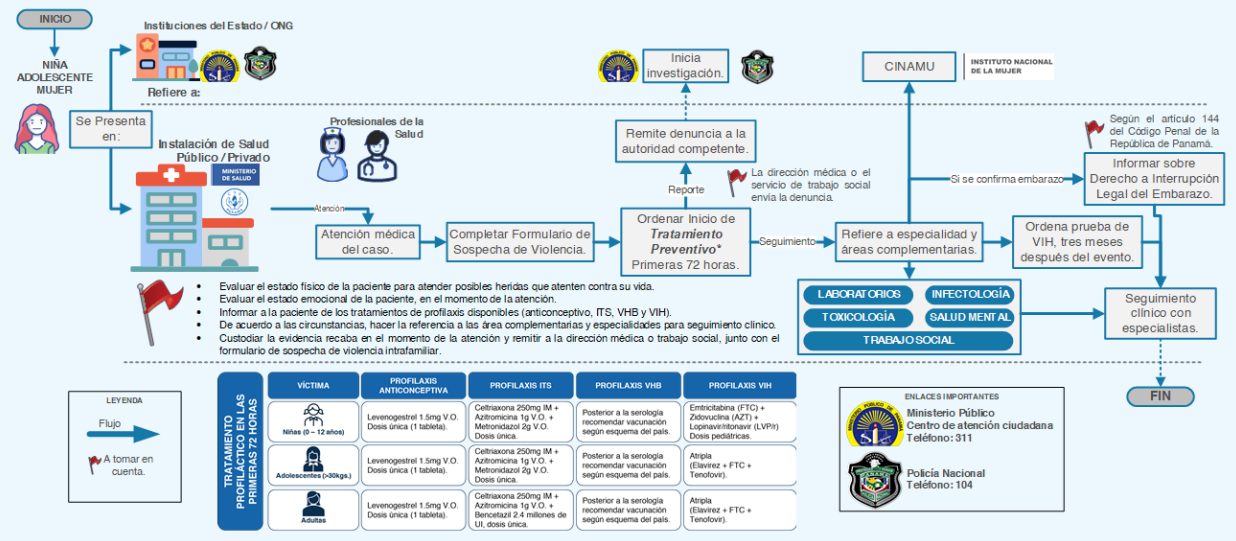 INICIO
NIÑA
ADOLESCENTE
MUJER
Se Presenta
en:
Instituciones del Estado / ONG
Refiere a:
Instalación de Salud
Público / Privado
MINISTERIO
DE SALUD
Profesionales de la
Salud
Atención
Atención médica
del caso.
Completar Formulario de
Sospecha de Violencia.
Ordenar Inicio de
Tratamiento
Preventivo*
Primeras 72 horas.
Reporte
Remite denuncia a la
autoridad competente.
Inicia
investigación.
La dirección médica o el
servicio de trabajo social
envía la denuncia.
Seguimiento
Refiere a especialidad y
áreas complementarias.
CINAMU
INSTITUTO NACIONAL
DE LA MUJER
Si se confirma embarazo
Según el artículo 144
del Código Penal de la
República de Panamá.
Informar sobre
Derecho a Interrupción
Legal del Embarazo.
Ordena prueba de
VIH, tres meses
después del evento.
LABORATORIOS
INFECTOLOGÍA
TOXICOLOGÍA
SALUD MENTAL
TRABAJO SOCIAL
Seguimiento
clínico con
especialistas.
FIN
• Evaluar el estado físico de la paciente para atender posibles heridas que atenten contra su vida.
• Evaluar el estado emocional de la paciente, en el momento de la atención.
• Informar a la paciente de los tratamientos de profilaxis disponibles (anticonceptivo, ITS, VHB y VIH).
• De acuerdo a las circunstancias, hacer la referencia a las área complementarias y especialidades para seguimiento clínico.
• Custodiar la evidencia recaba en el momento de la atención y remitir a la dirección médica o trabajo social, junto con el
formulario de sospecha de violencia intrafamiliar.
LEYENDA
Flujo
A tomar en
cuenta.
TRATAMIENTO
PROFILÁCTICO EN LAS
PRIMERAS 72 HORAS
VÍCTIMA
PROFILAXIS
ANTICONCEPTIVA
PROFILAXIS ITS
PROFILAXIS VHB
PROFILAXIS VIH
Niñas (0 – 12 años)
Levenogestrel 1.5mg V.O.
Dosis única (1 tableta).
Celtriaxona 250mg IM +
Azitromicina 1g V.O. +
Metronidazol 2g V.O.
Dosis única.
Posterior a la serología
recomendar vacunación
según esquema del país.
Emtricitabina (FTC) +
Zidovuclina (AZT) +
Lopinavir/ritonavir (LVP/r)
Dosis pediátricas.
Adolescentes (>30kgs.)
Levenogestrel 1.5mg V.O.
Dosis única (1 tableta).
Celtriaxona 250mg IM +
Azitromicina 1g V.O. +
Metronidazol 2g V.O.
Dosis única.
Posterior a la serología
recomendar vacunación
según esquema del país.
Atripla
(Elavirez + FTC +
Tenofovir).
Adultas
Levenogestrel 1.5mg V.O.
Dosis única (1 tableta).
Celtriaxona 250mg IM +
Azitromicina 1g V.O. +
Bencetazil 2.4 millones de
UI, dosis única.
Posterior a la serología
recomendar vacunación
según esquema del país.
Atripla
(Elavirez + FTC +
Tenofovir).
ENLACES IMPORTANTES
Ministerio Público
Centro de atención ciudadana
Teléfono: 311
Policía Nacional
Teléfono: 104